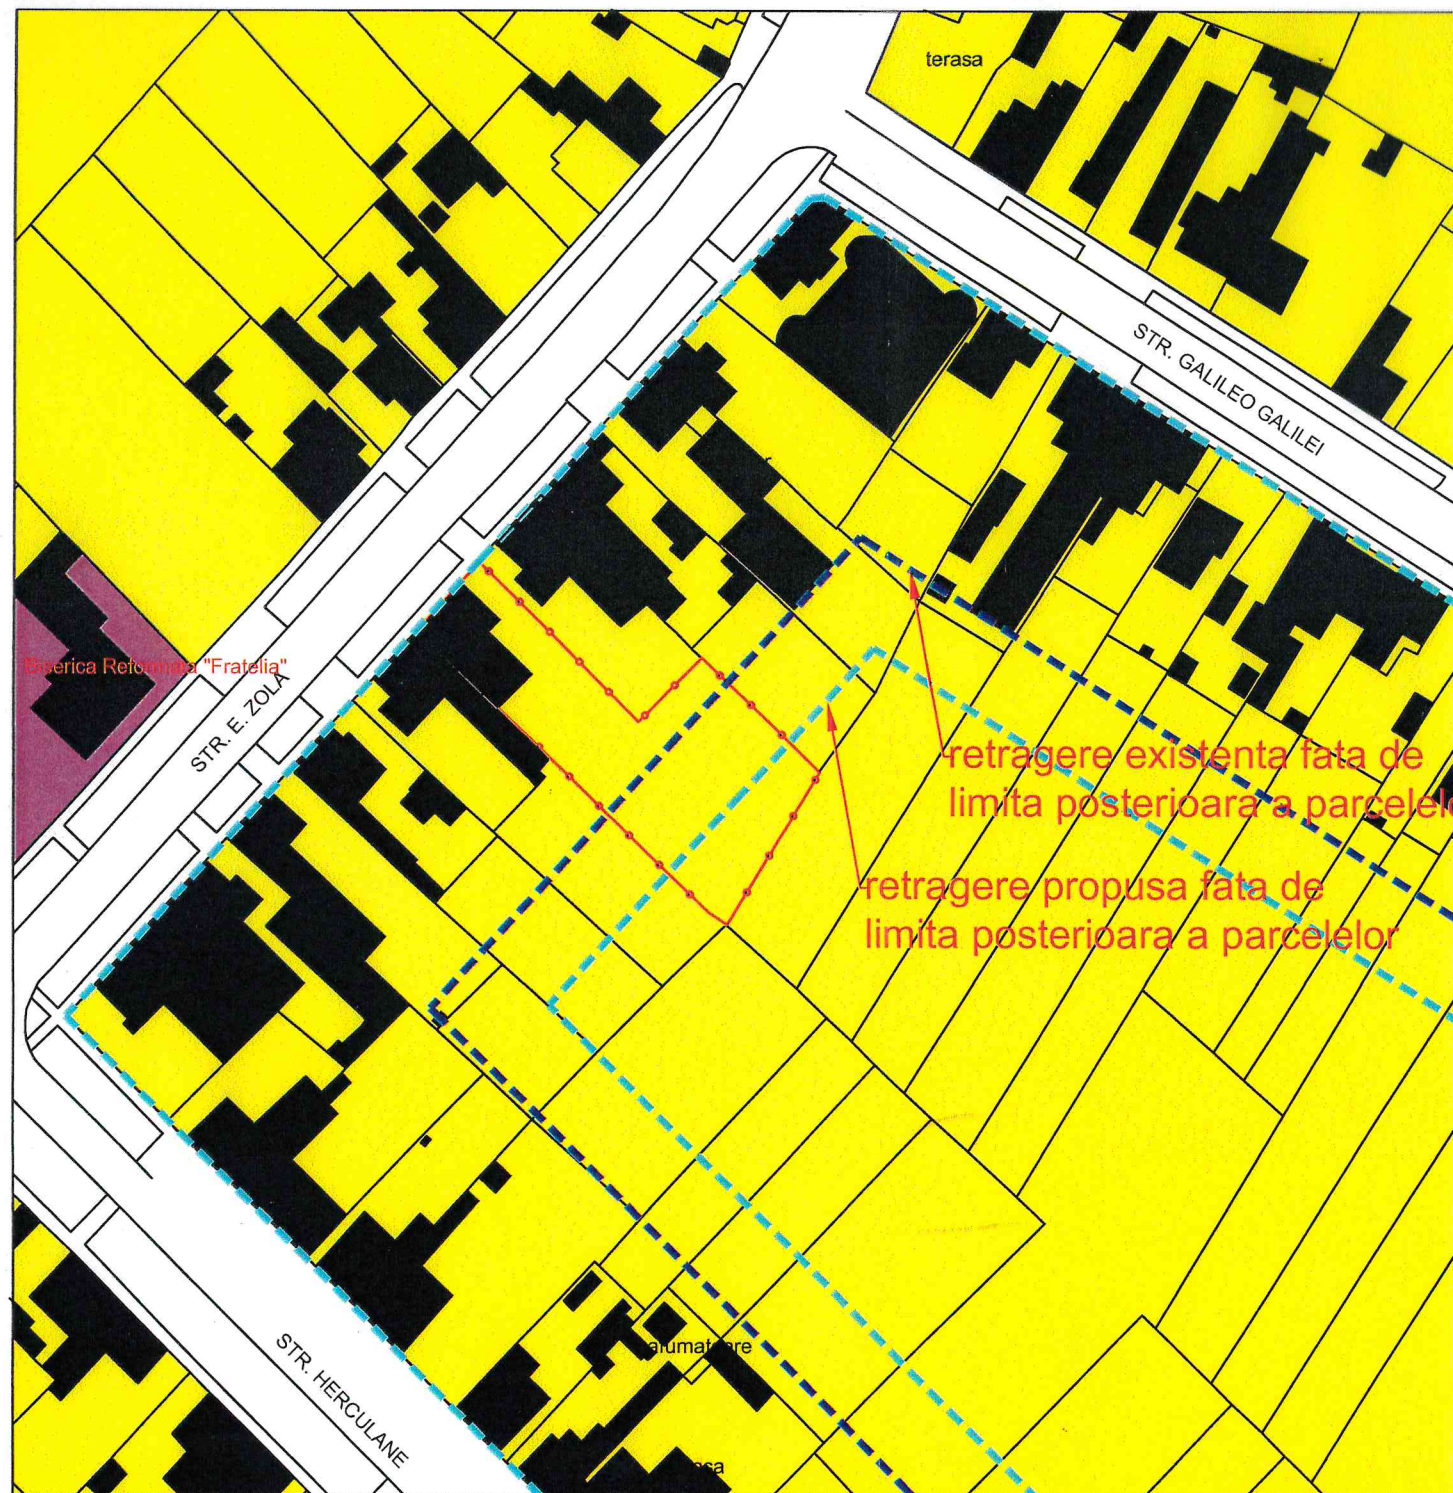 terasa
STR. GALILEO GALILEI
Biserica Reformata "Fratelia"
STR. E. ZOLA
retragere existenta fata de
limita posterioara a parcelelo
retragere propusa fata de
limita posterioara a parcelelor
STR. HERCULANE